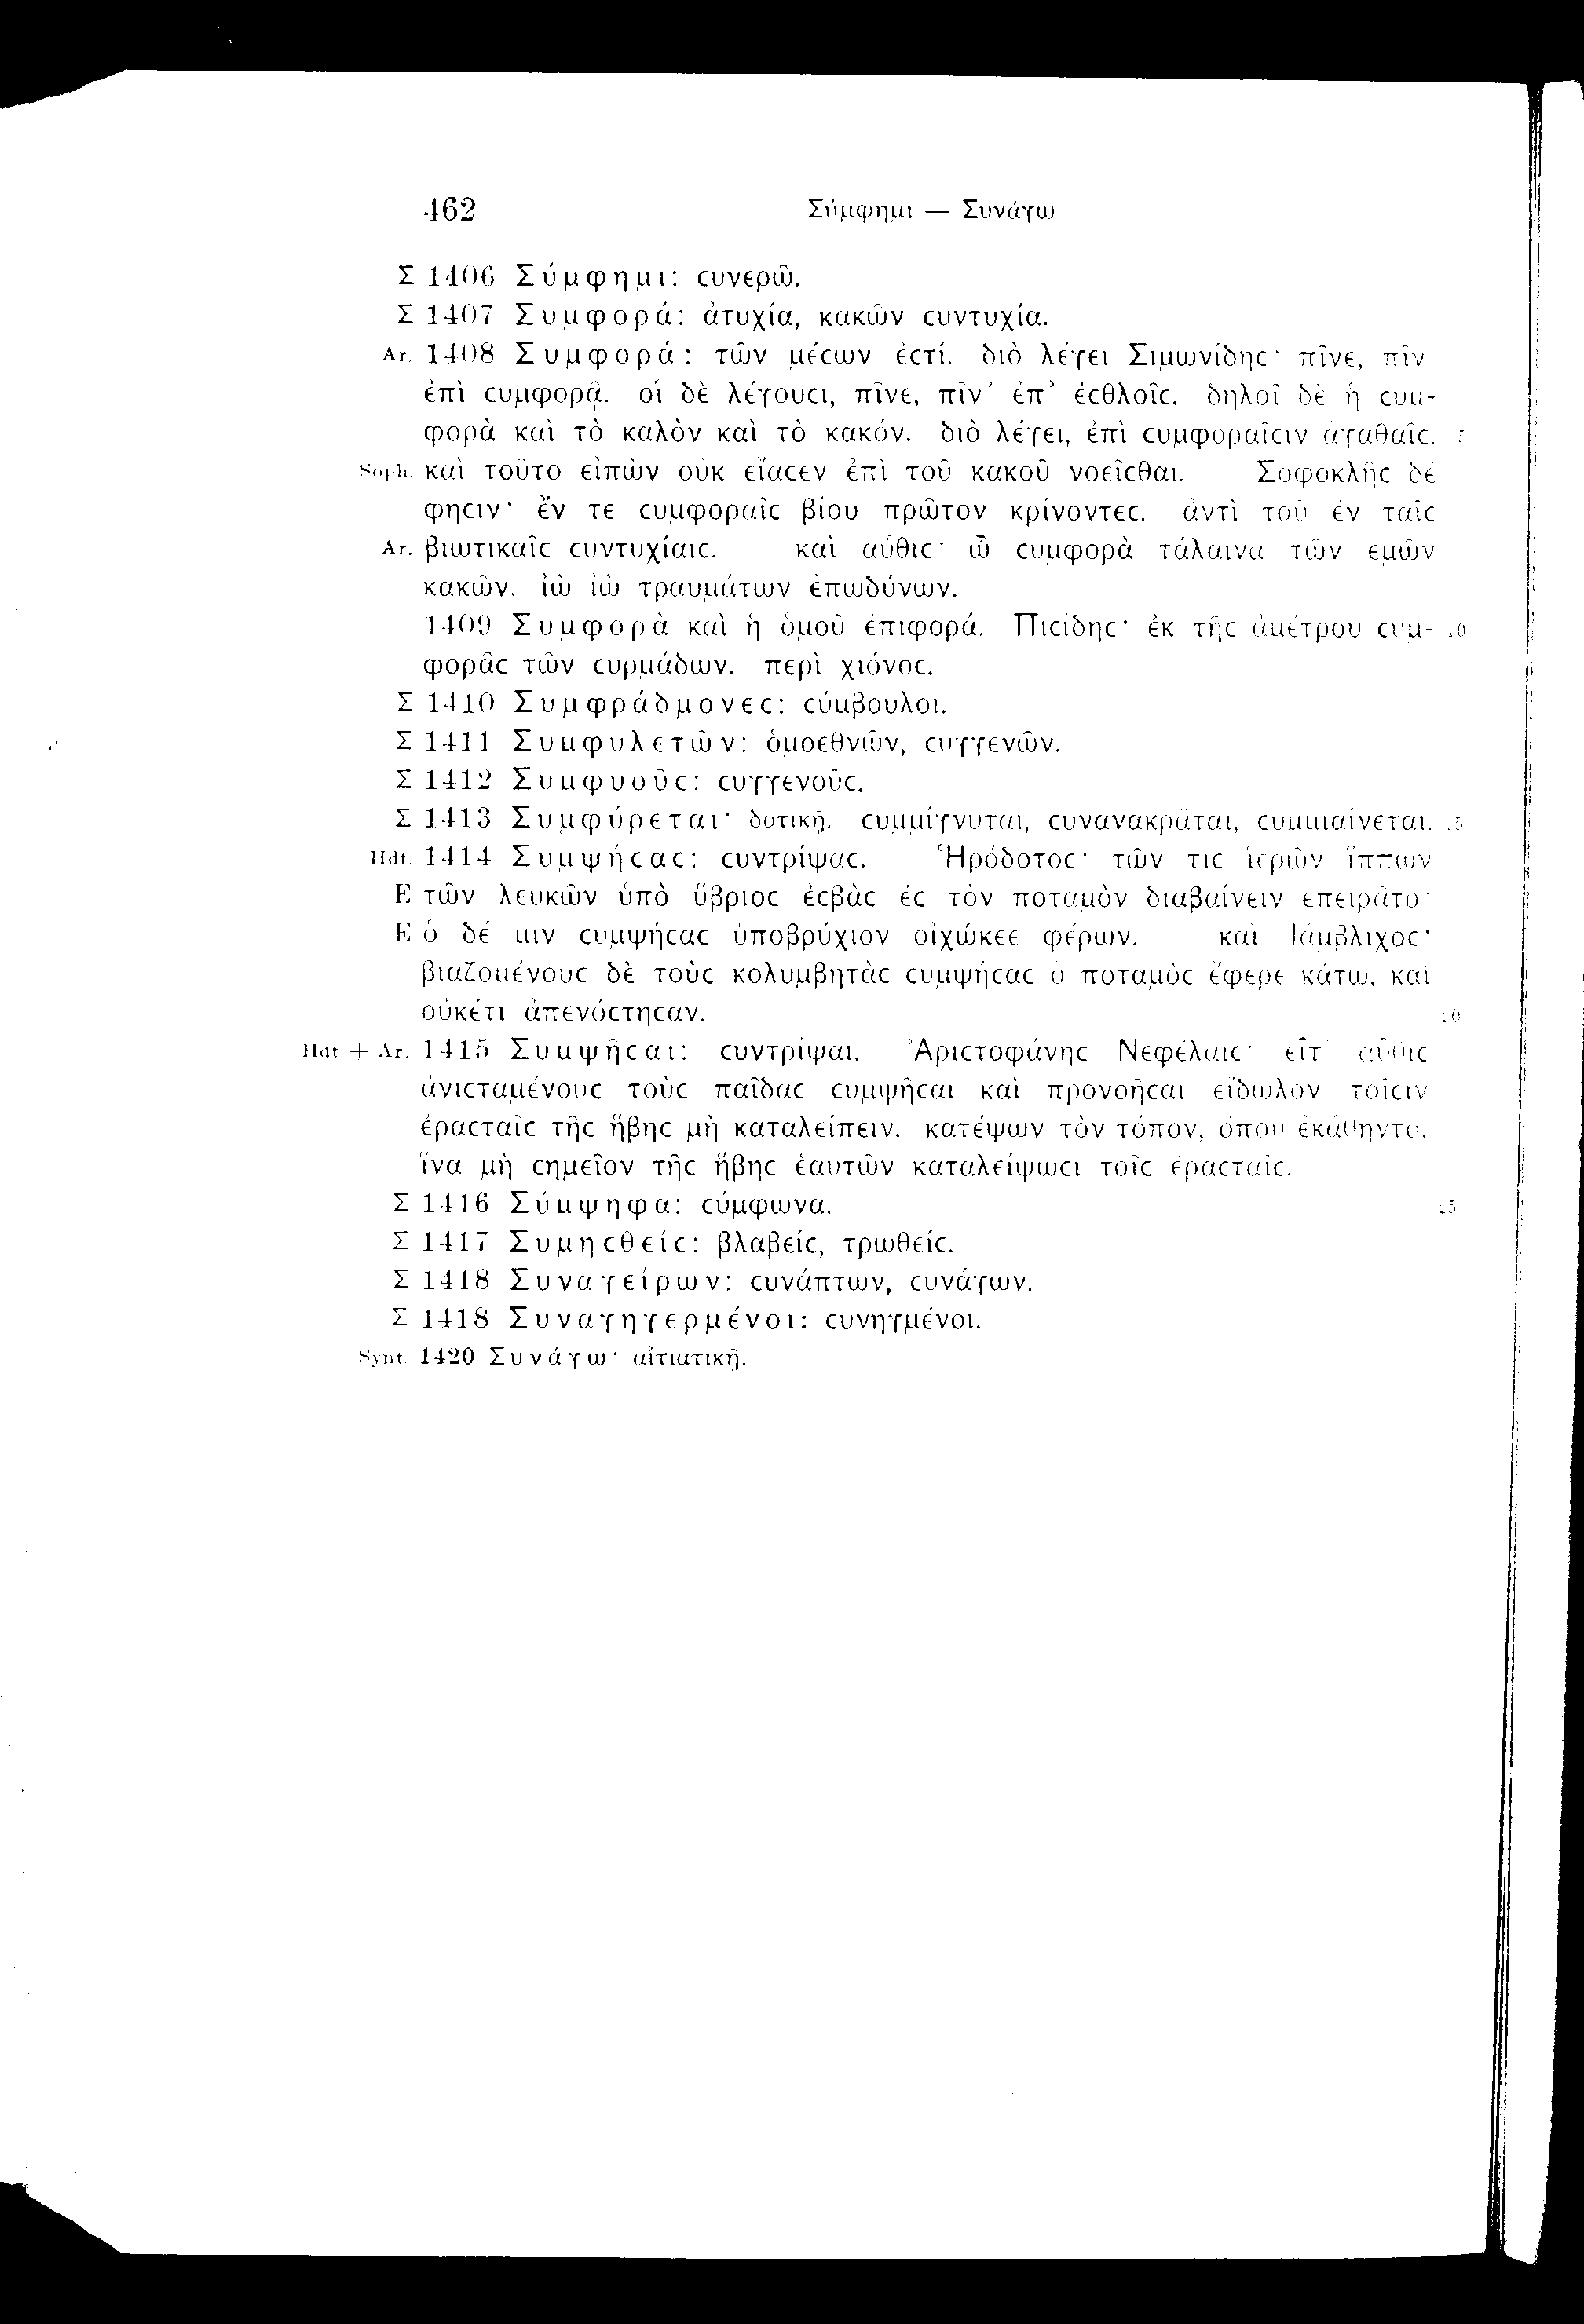 462 Σύμφημι — Συνάγω
Σ 1406 Σύμφημι: ϲυνερῶ.
Σ 1407 Συμφορά: ἀτυχία, κακῶν ϲυντυχία.
Ar. 1408 Συμφορά: τῶν μέϲων ἐϲτί. διὸ λέγει Σιμωνίδηϲ· πῖνε, πῖν
ἐπὶ ϲυμφορᾷ. οἱ δὲ λέγουϲι, πῖνε, πῖν’ ἐπ’ ἐϲθλοῖϲ. δηλοῖ δὲ ἡ ϲυμ-
φορὰ καὶ τὸ καλὸν καὶ τὸ κακόν. διὸ λέγει, ἐπὶ ϲυμφοραῖϲιν ἀγαθαῖϲ. 5
Soph. καὶ τοῦτο εἰπὼν οὐκ εἴαϲεν ἐπὶ τοῦ κακοῦ νοεῖϲθαι. Σοφοκλῆϲ δέ
φηϲιν· ἔν τε ϲυμφοραῖϲ βίου πρῶτον κρίνοντεϲ. ἀντὶ τοῦ ἐν ταῖϲ
Ar. βιωτικαῖϲ ϲυντυχίαιϲ. καὶ αὖθιϲ· ὦ ϲυμφορὰ τάλαινα τῶν ἐμῶν
κακῶν. ἰὼ ἰὼ τραυμάτων ἐπωδύνων.
1409 Συμφορὰ καὶ ἡ ὁμοῦ ἐπιφορά. Πιϲίδηϲ· ἐκ τῆϲ ἀμέτρου ϲυμ- 10
φορᾶϲ τῶν ϲυρμάδων. περὶ χιόνοϲ.
Σ 1410 Συμφράδμονεϲ: ϲύμβουλοι.
Σ 1411 Συμφυλετῶν: ὁμοεθνῶν, ϲυγγενῶν.
Σ 1412 Συμφυοῦϲ: ϲυγγενοῦϲ.
Σ 1413 Συμφύρεται· δοτικῇ. ϲυμμίγνυται, ϲυνανακρᾶται, ϲυμμιαίνεται. 15
Hdt. 1414 Συμψήϲαϲ: ϲυντρίψαϲ. Ἡρόδοτοϲ· τῶν τιϲ ἱερῶν ἵππων
E τῶν λευκῶν ὑπὸ ὕβριοϲ ἐϲβὰϲ ἐϲ τὸν ποταμὸν διαβαίνειν ἐπειρᾶτο·
E ὁ δέ μιν ϲυμψήϲαϲ ὑποβρύχιον οἰχώκεε φέρων. καὶ Ἰάμβλιχοϲ·
βιαζομένουϲ δὲ τοὺϲ κολυμβητὰϲ ϲυμψήϲαϲ ὁ ποταμὸϲ ἔφερε κάτω, καὶ
οὐκέτι ἀπενόϲτηϲαν. 20
Hdt + Ar. 1415 Συμψῆϲαι: ϲυντρίψαι. Ἀριϲτοφάνηϲ Νεφέλαιϲ· εἶτ’ αὖθιϲ
ἀνιϲταμένουϲ τοὺϲ παῖδαϲ ϲυμψῆϲαι καὶ προνοῆϲαι εἴδωλον τοῖϲιν
ἐραϲταῖϲ τῆϲ ἥβηϲ μὴ καταλείπειν. κατέψων τὸν τόπον, ὅπου ἐκάθηντο,
ἵνα μὴ ϲημεῖον τῆϲ ἥβηϲ ἑαυτῶν καταλείψωϲι τοῖϲ ἐραϲταῖϲ.
Σ 1416 Σύμψηφα: ϲύμφωνα. 25
Σ 1417 Συμηϲθείϲ: βλαβείϲ, τρωθείϲ.
Σ 1418 Συναγείρων: ϲυνάπτων, ϲυνάγων.
Σ 1418 Συναγηγερμένοι: ϲυνηγμένοι.
Synt. 1420 Συνάγω· αἰτιατικῇ.